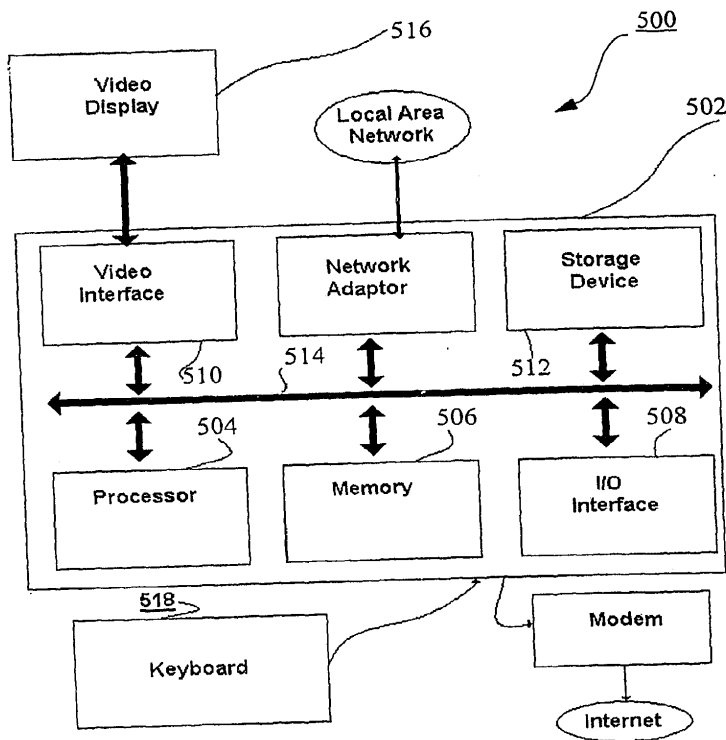 516
500
Video
Display
Local Area
Network
502
Video
Interface
Network
Adaptor
Storage
Device
510
514
512
504
506
508
Processor
Memory
I/O
Interface
518
Keyboard
Modem
Internet